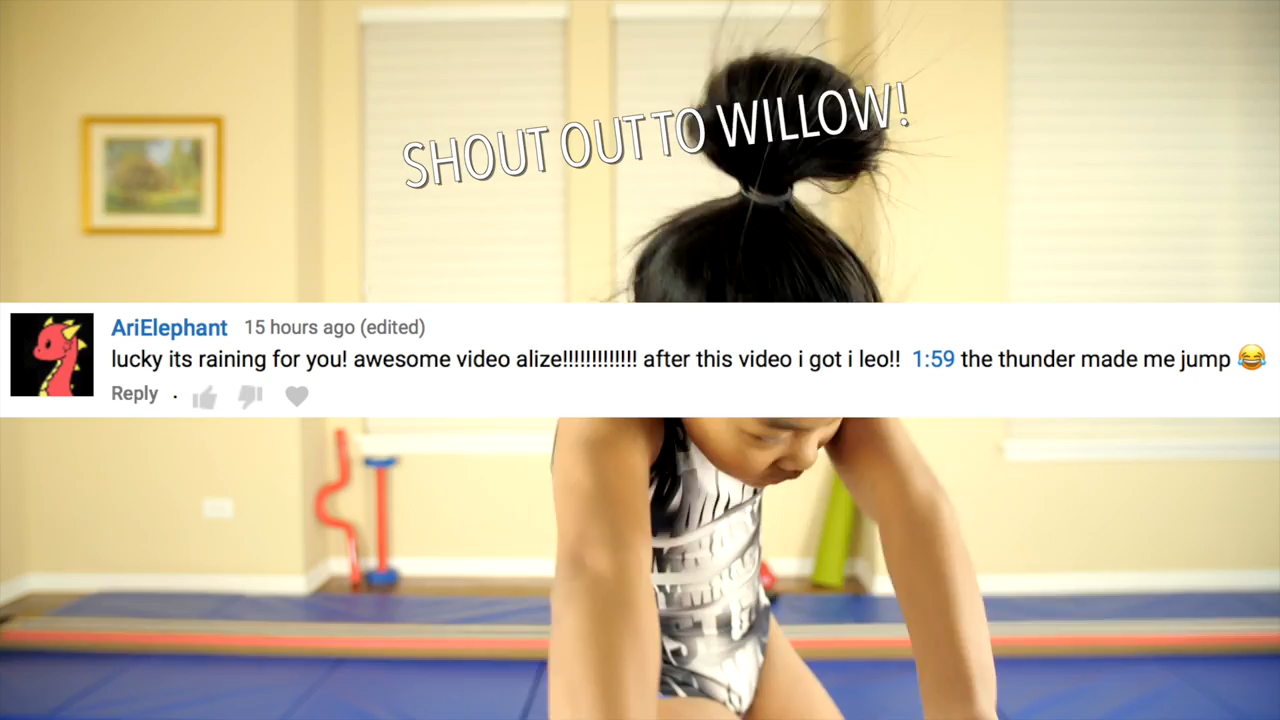 SHOUT OUT TO WILLOW!
AriElephant 15 hours ago (edited)
lucky its raining for you! awesome video alize!!!!!!!!!!!!! after this video i got i leo!! 1:59 the thunder made me jump 😂
Reply ·